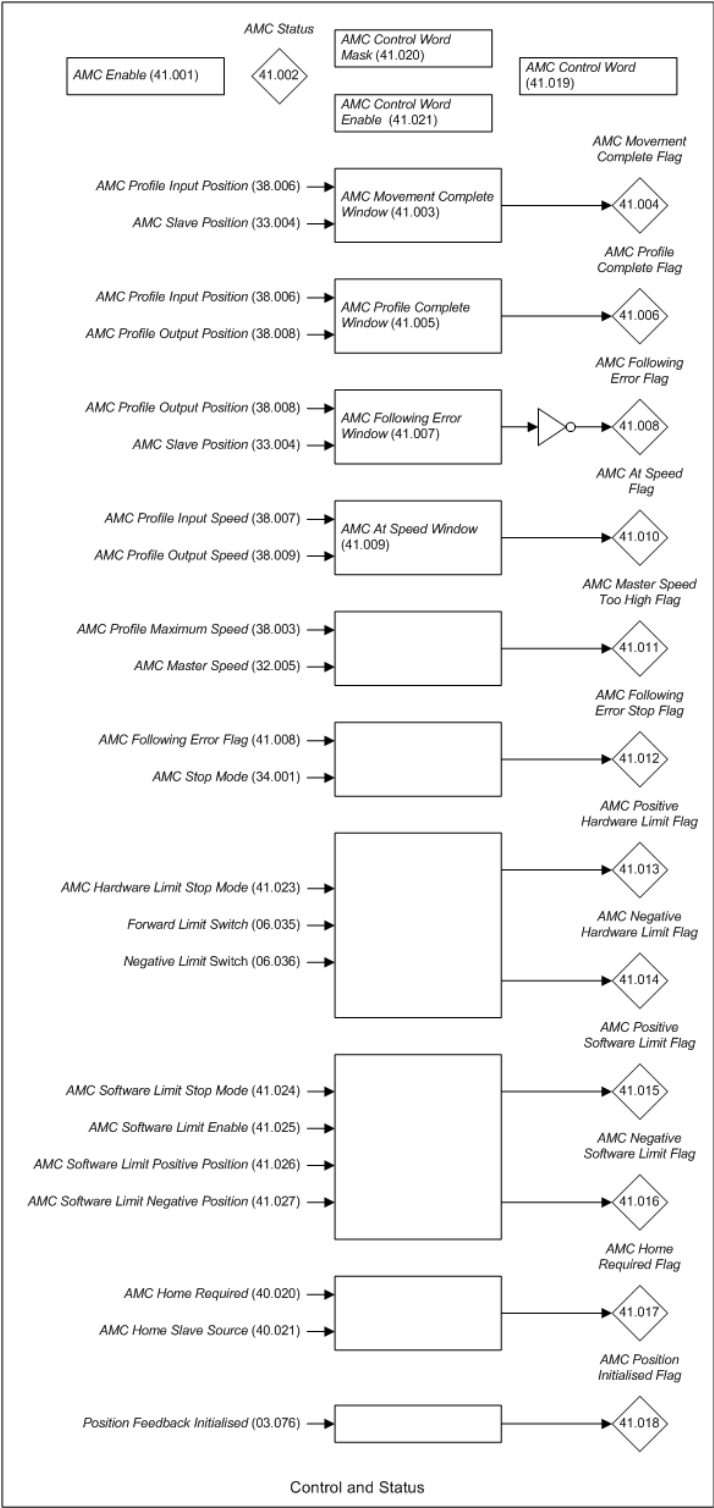 AMC Status
AMC Control Word
Mask (41.020)
AMC Enable (41.001)
41.002
AMC Control Word
(41.019)
AMC Control Word
Enable (41.021)
AMC Movement
Complete Flag
AMC Profile Input Position (38.006)
AMC Slave Position (33.004)
AMC Movement Complete
Window (41.003)
41.004
AMC Profile
Complete Flag
AMC Profile Input Position (38.006)
AMC Profile Output Position (38.008)
AMC Profile Complete
Window (41.005)
41.006
AMC Following
Error Flag
AMC Profile Output Position (38.008)
AMC Slave Position (33.004)
AMC Following Error
Window (41.007)
41.008
AMC At Speed
Flag
AMC Profile Input Speed (38.007)
AMC Profile Output Speed (38.009)
AMC At Speed Window
(41.009)
41.010
AMC Master Speed
Too High Flag
AMC Profile Maximum Speed (38.003)
AMC Master Speed (32.005)
41.011
AMC Following
Error Stop Flag
AMC Following Error Flag (41.008)
AMC Stop Mode (34.001)
41.012
AMC Positive
Hardware Limit Flag
41.013
AMC Hardware Limit Stop Mode (41.023)
Forward Limit Switch (06.035)
Negative Limit Switch (06.036)
AMC Negative
Hardware Limit Flag
41.014
AMC Positive
Software Limit Flag
41.015
AMC Software Limit Stop Mode (41.024)
AMC Software Limit Enable (41.025)
AMC Software Limit Positive Position (41.026)
AMC Software Limit Negative Position (41.027)
AMC Negative
Software Limit Flag
41.016
AMC Home
Required Flag
AMC Home Required (40.020)
AMC Home Slave Source (40.021)
41.017
AMC Position
Initialised Flag
Position Feedback Initialised (03.076)
41.018
Control and Status